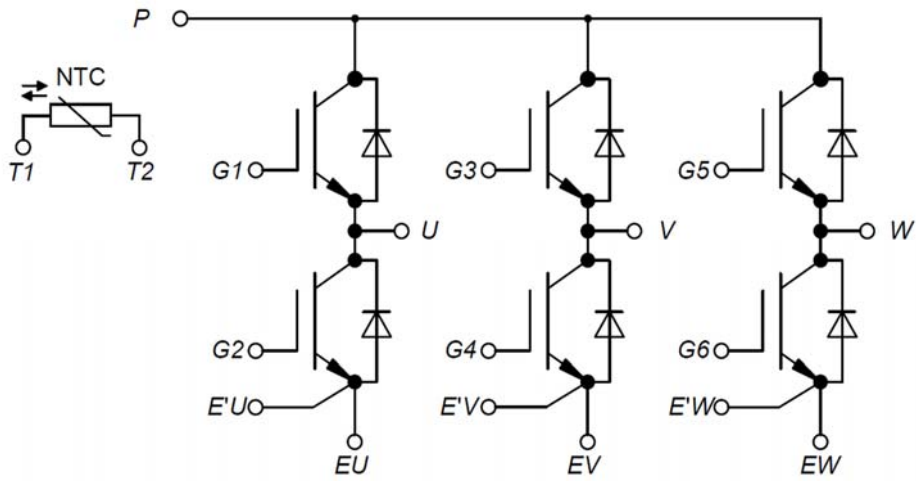 P
NTC
T1 T2
G1 G3 G5
U V W
G2 G4 G6
E'U E'V E'W
EU EV EW